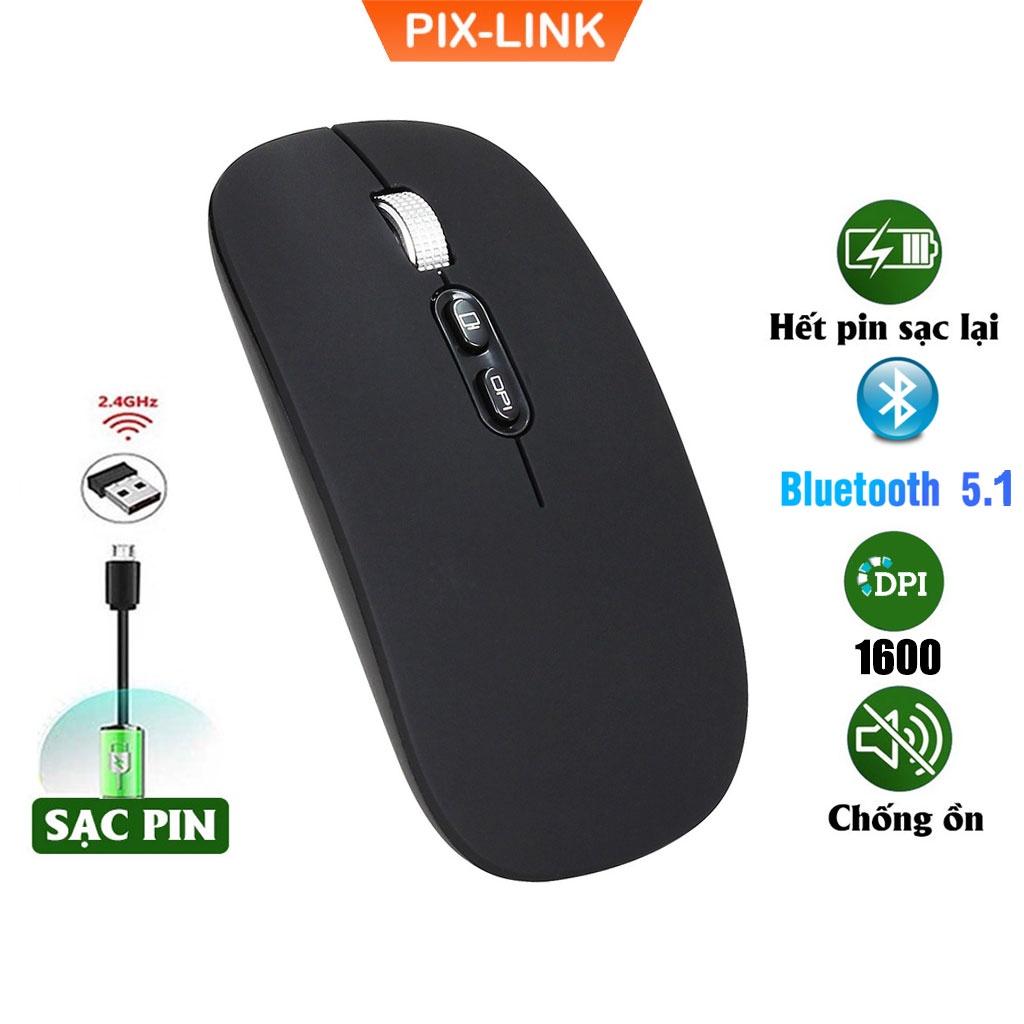 PIX-LINK
Hết pin sạc lại
Bluetooth 5.1
DPI
1600
Chống ồn
DPI
2.4GHz
SẠC PIN